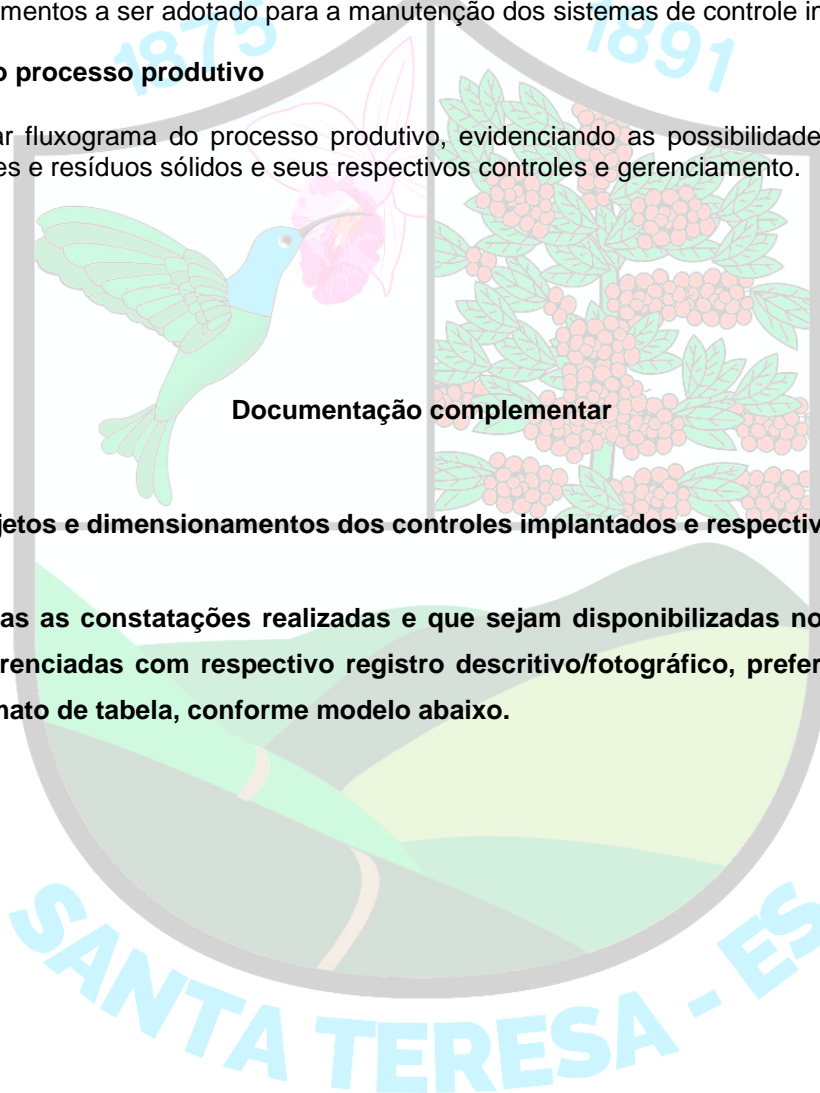 mentos a ser adotado para a manutenção dos sistemas de controle in
1875
1891
o processo produtivo
ar fluxograma do processo produtivo, evidenciando as possibilidade
es e resíduos sólidos e seus respectivos controles e gerenciamento.
Documentação complementar
jetos e dimensionamentos dos controles implantados e respectiv
as as constatações realizadas e que sejam disponibilizadas no
renciadas com respectivo registro descritivo/fotográfico, prefer
mato de tabela, conforme modelo abaixo.
SANTA TERESA - ES